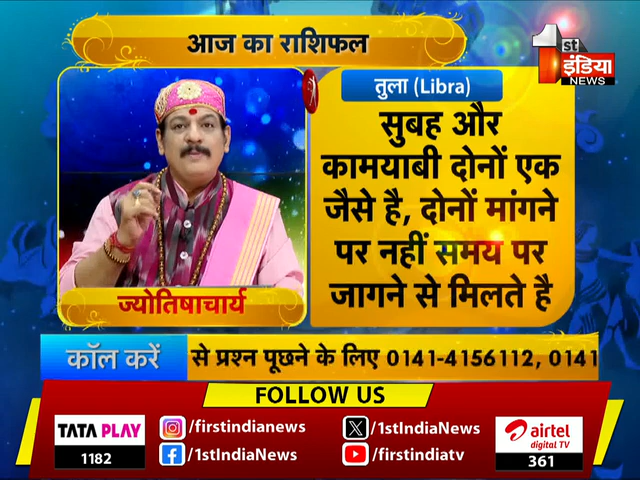 आज का राशिफल
1st
इंडिया
NEWS
तुला (Libra)
सुबह और
कामयाबी दोनों एक
जैसे है, दोनों मांगने
पर नहीं समय पर
जागने से मिलते है
ज्योतिषाचार्य
कॉल करें
से प्रश्न पूछने के लिए 0141-4156112, 0141
FOLLOW US
TATA PLAY
1182
/firstindianews
/1stIndiaNews
/1stIndiaNews
/firstindiatv
airtel
digital TV
361